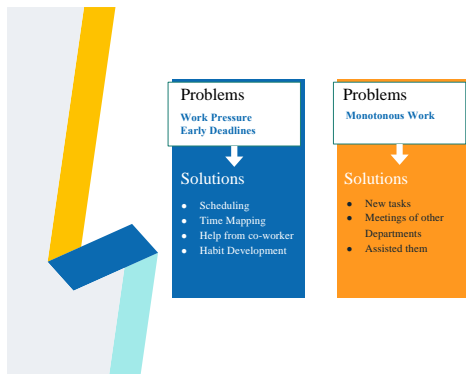 Problems
Work Pressure
Early Deadlines
Solutions
● Scheduling
● Time Mapping
● Help from co-worker
● Habit Development
Problems
Monotonous Work
Solutions
● New tasks
● Meetings of other
Departments
● Assisted them